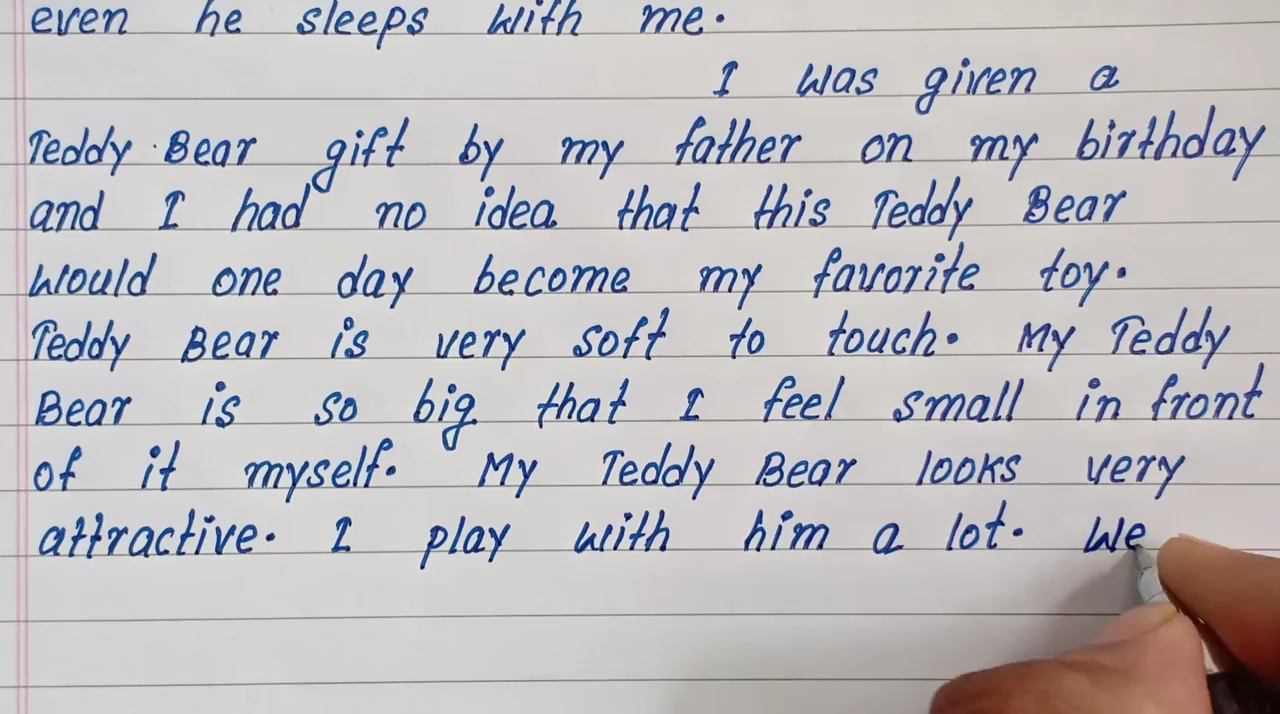 even he sleeps with me.
I was given a
Teddy Bear gift by my father on my birthday
and I had no idea that this Teddy Bear
would one day become my favorite toy.
Teddy Bear is very soft to touch. My Teddy
Bear is so big that I feel small in front
of it myself. My Teddy Bear looks very
attractive. I play with him a lot. We